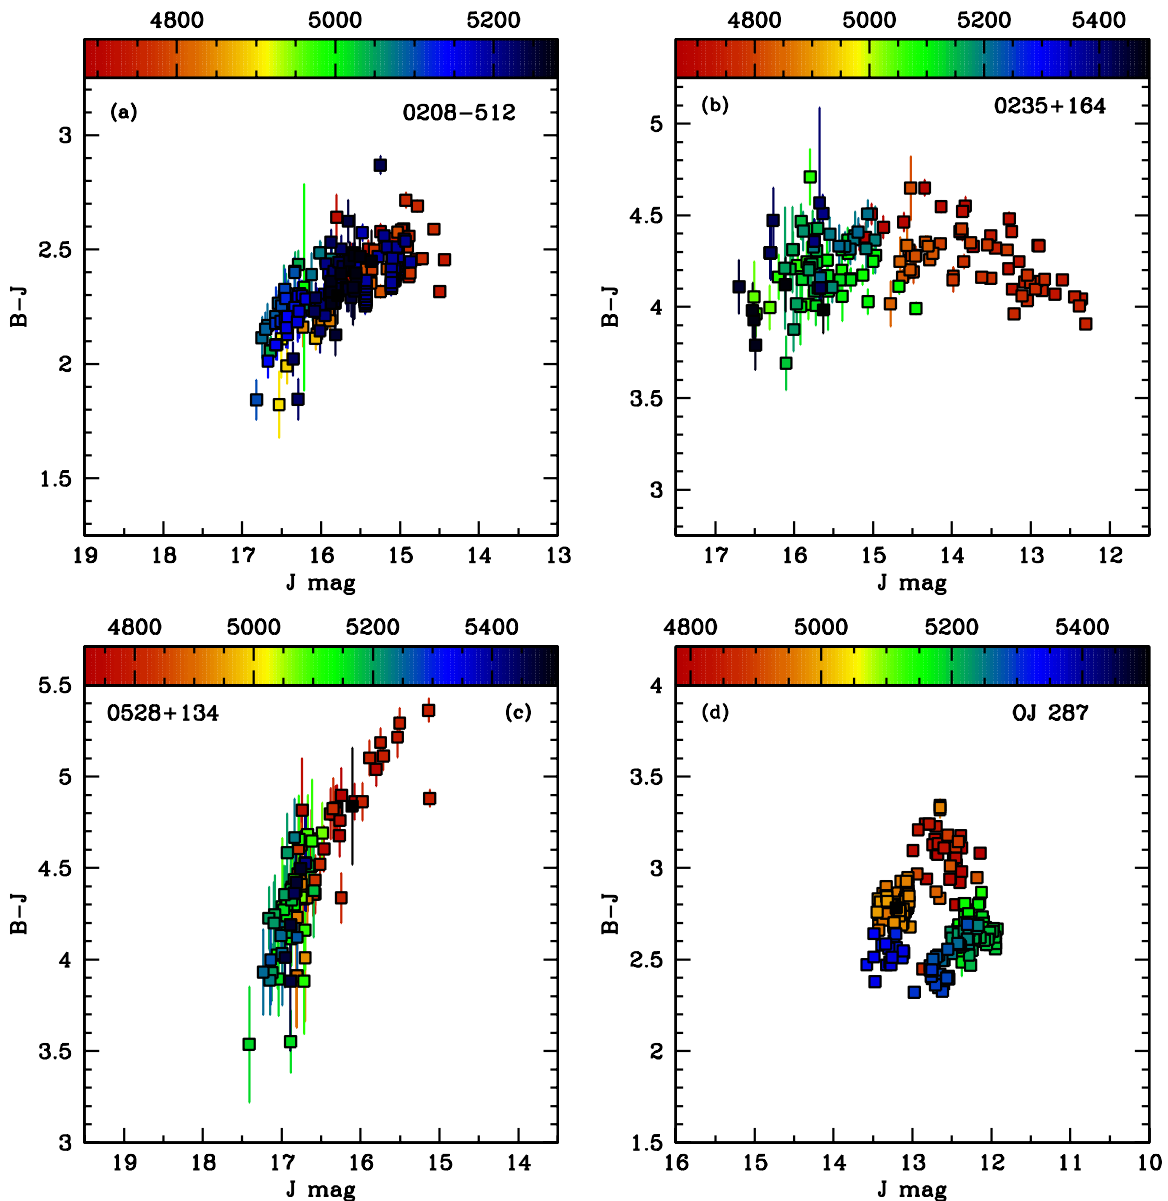 4800 5000 5200
4800 5000 5200 5400
(a) 0208−512
(b) 0235+164
3
2.5
2
1.5
B−J
5
4.5
4
3.5
3
B−J
19 18 17 16 15 14 13
J mag
17 16 15 14 13 12
J mag
4800 5000 5200 5400
4800 5000 5200 5400
0528+134 (c)
(d) OJ 287
5.5
5
4.5
4
3.5
3
B−J
4
3.5
3
2.5
2
1.5
B−J
19 18 17 16 15 14
J mag
16 15 14 13 12 11 10
J mag